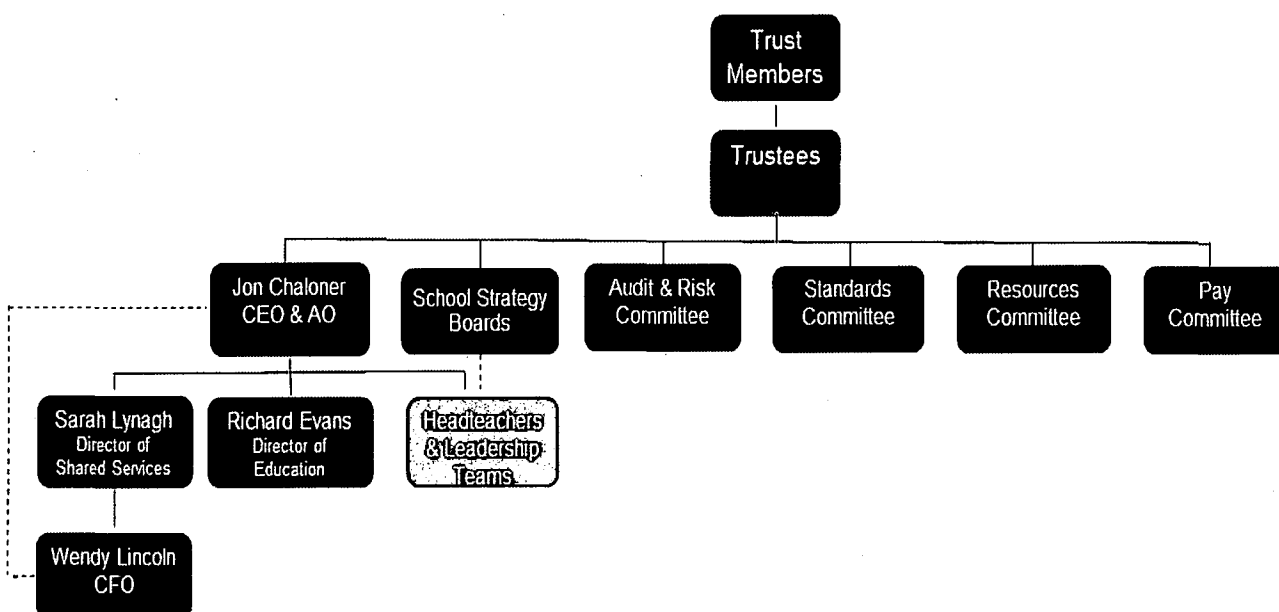 Trust
Members
Trustees
Jon Chaloner
CEO & AO
School Strategy
Boards
Audit & Risk
Committee
Standards
Committee
Resources
Committee
Pay
Committee
Sarah Lynagh
Director of
Shared Services
Richard Evans
Director of
Education
Headteachers
& Leadership
Teams
Wendy Lincoln
CFO